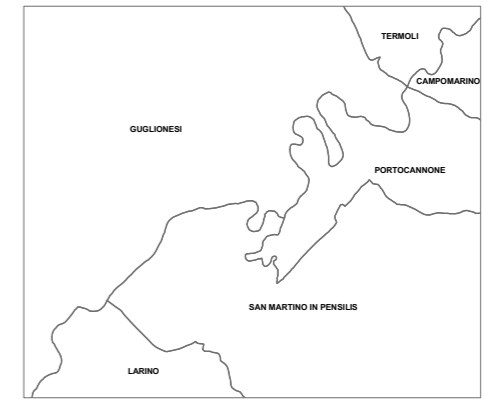 TERMOLI
CAMPOMARINO
GUGLIONESI
PORTOCANNONE
SAN MARTINO IN PENSILIS
LARINO